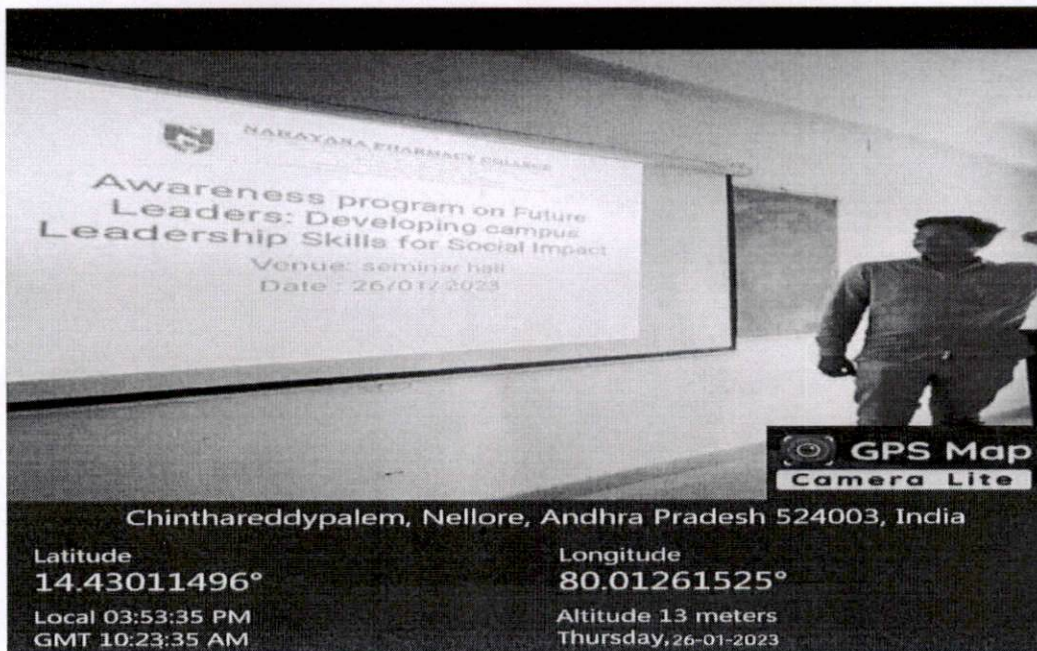 NARAYANA PHARMACY COLLEGE
Awareness program on Future
Leaders: Developing campus
Leadership Skills for Social Impact
Venue: seminar hall
Date : 26/01/ 2023
GPS Map
Camera Lite
Chinthareddypalem, Nellore, Andhra Pradesh 524003, India
Latitude
14.43011496°
Local 03:53:35 PM
GMT 10:23:35 AM
Longitude
80.01261525°
Altitude 13 meters
Thursday, 26-01-2023